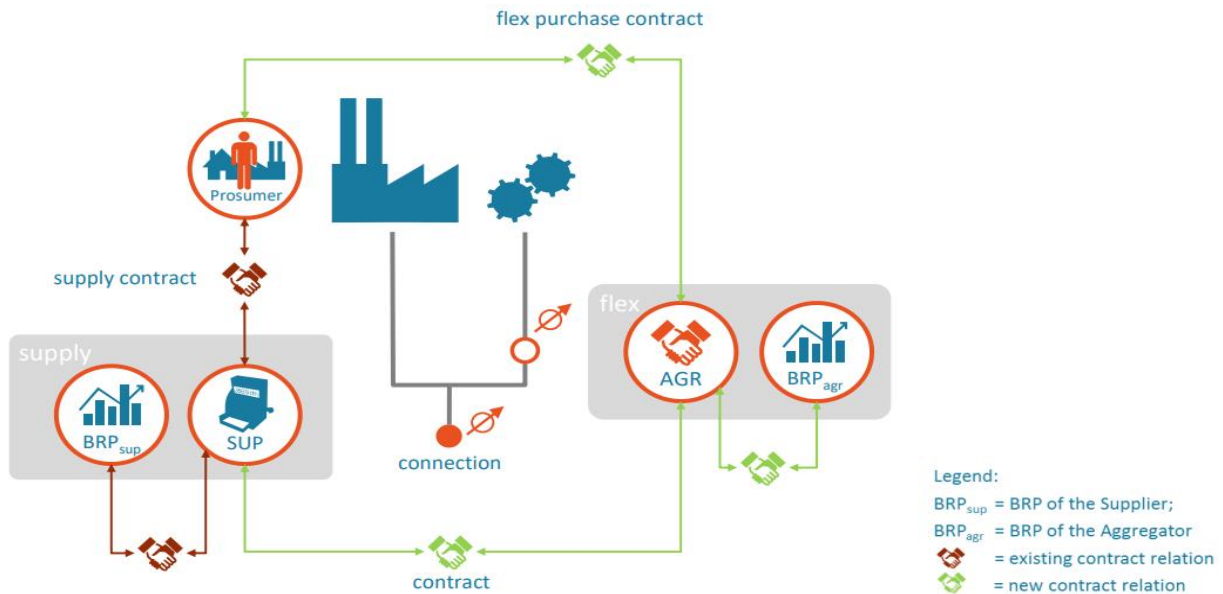 flex purchase contract
Prosumer
supply contract
flex
supply
AGR
BRPagr
BRPsup
SUP
connection
contract
Legend:
BRPsup = BRP of the Supplier;
BRPagr = BRP of the Aggregator
= existing contract relation
= new contract relation